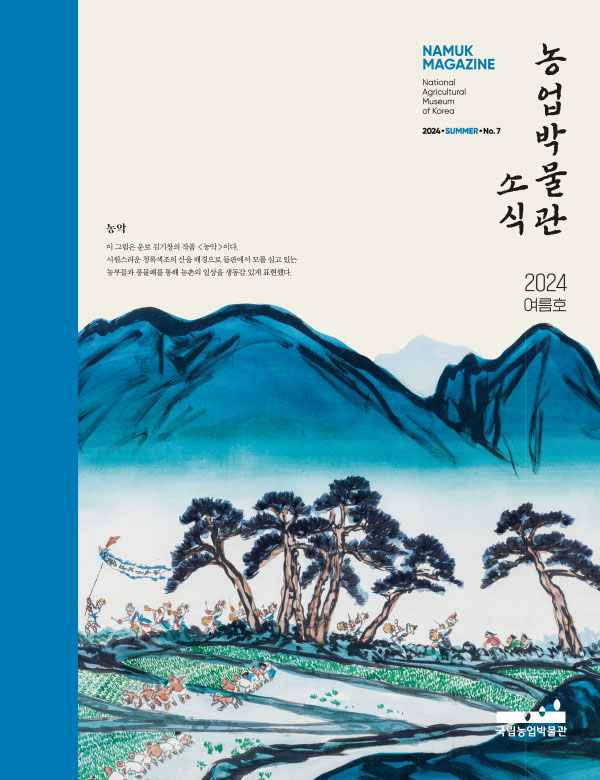 NAMUK
MAGAZINE
National
Agricultural
Museum
of Korea
2024•SUMMER•No. 7
농업박물관
소식
2024
여름호
농악
이 그림은 운보 김기창의 작품 <농악>이다.
시원스러운 청록색조의 산을 배경으로 들판에서 모를 심고 있는
농부들과 풍물패를 통해 농촌의 일상을 생동감 있게 표현했다.
국립농업박물관